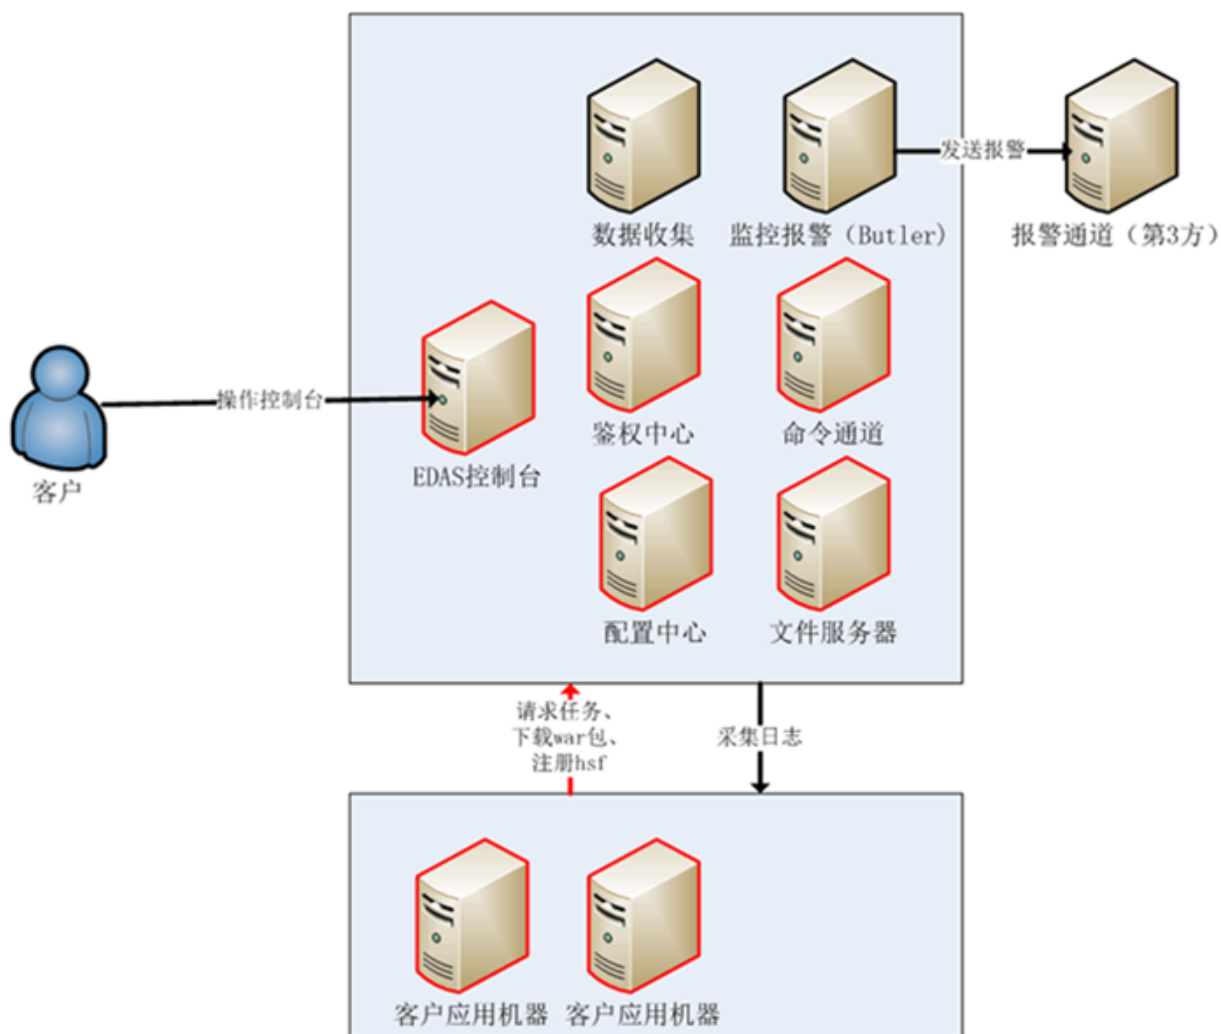 发送报警
数据收集
监控报警（Butler）
报警通道（第3方）
操作控制台
鉴权中心
命令通道
EDAS控制台
客户
配置中心
文件服务器
请求任务、
下载war包、
注册hsf
采集日志
客户应用机器
客户应用机器